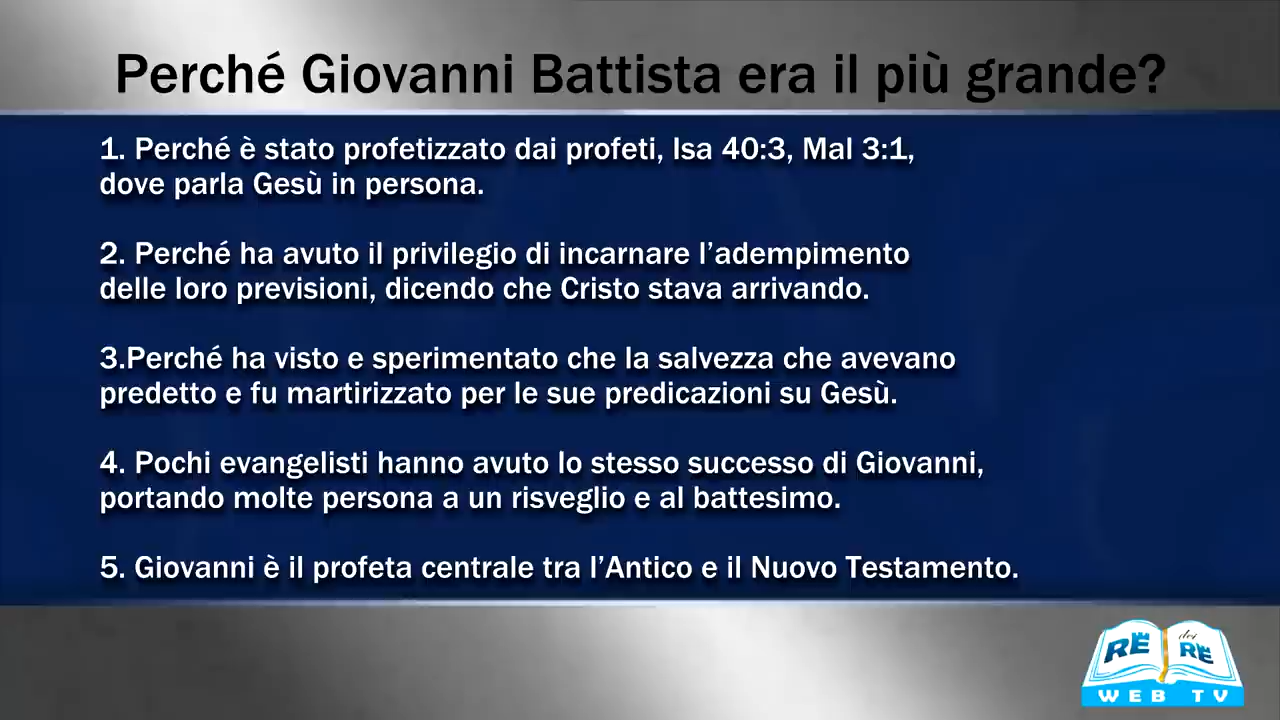 Perché Giovanni Battista era il più grande?
1. Perché è stato profetizzato dai profeti, Isa 40:3, Mal 3:1,
dove parla Gesù in persona.
2. Perché ha avuto il privilegio di incarnare l’adempimento
delle loro previsioni, dicendo che Cristo stava arrivando.
3.Perché ha visto e sperimentato che la salvezza che avevano
predetto e fu martirizzato per le sue predicazioni su Gesù.
4. Pochi evangelisti hanno avuto lo stesso successo di Giovanni,
portando molte persona a un risveglio e al battesimo.
5. Giovanni è il profeta centrale tra l’Antico e il Nuovo Testamento.
RE dei RE
WEB TV